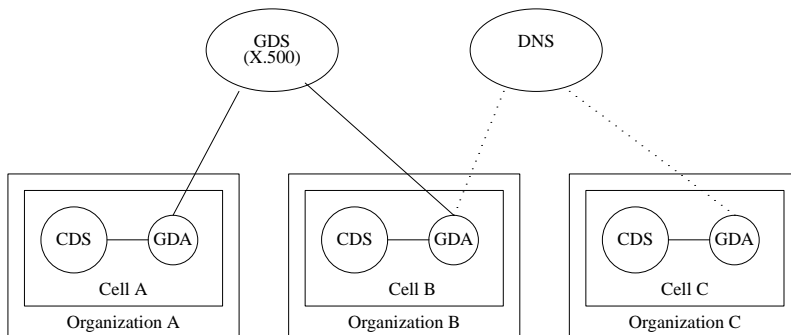 GDS
(X.500)
DNS
CDS
GDA
Cell A
Organization A
CDS
GDA
Cell B
Organization B
CDS
GDA
Cell C
Organization C